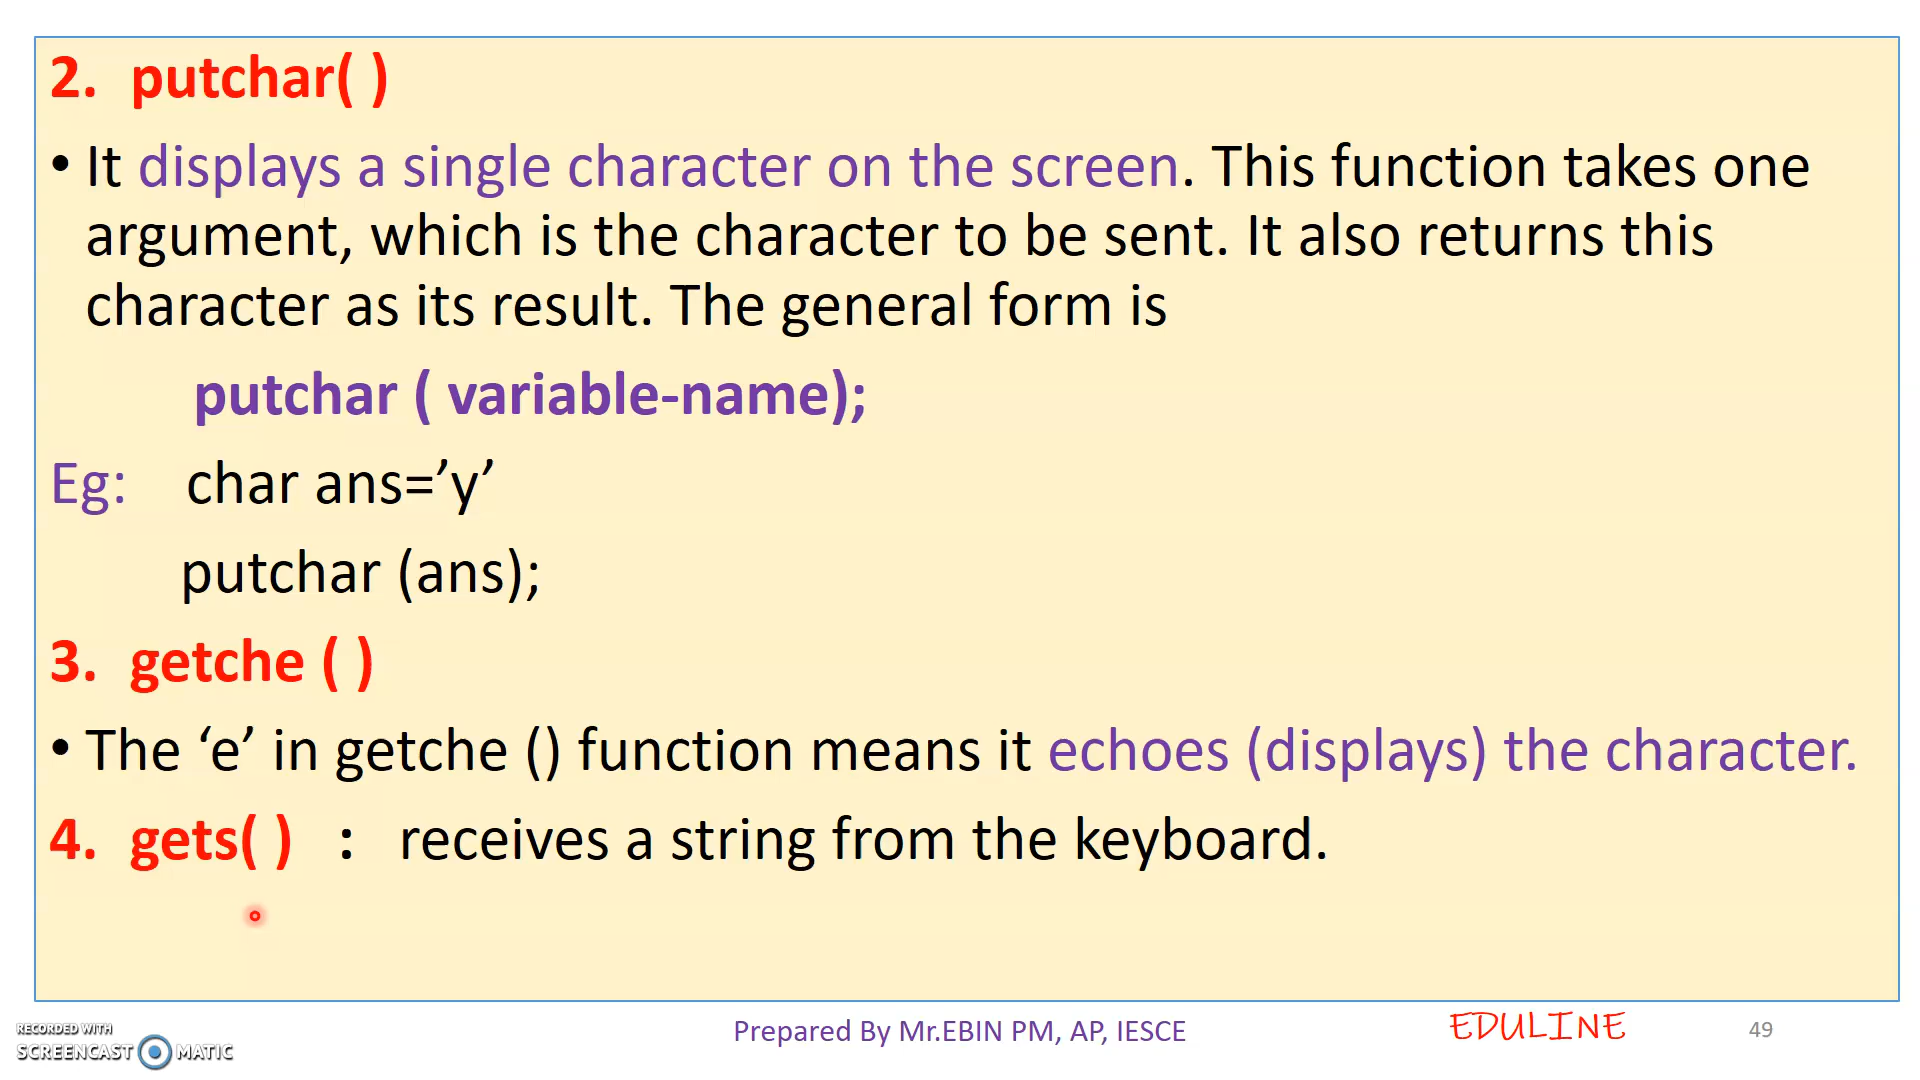 2. putchar( )
• It displays a single character on the screen. This function takes one
argument, which is the character to be sent. It also returns this
character as its result. The general form is
putchar ( variable-name);
Eg: char ans=’y’
putchar (ans);
3. getche ( )
• The ‘e’ in getche () function means it echoes (displays) the character.
4. gets( ) : receives a string from the keyboard.
RECORDED WITH
SCREENCAST MATIC
Prepared By Mr.EBIN PM, AP, IESCE
EDULINE
49